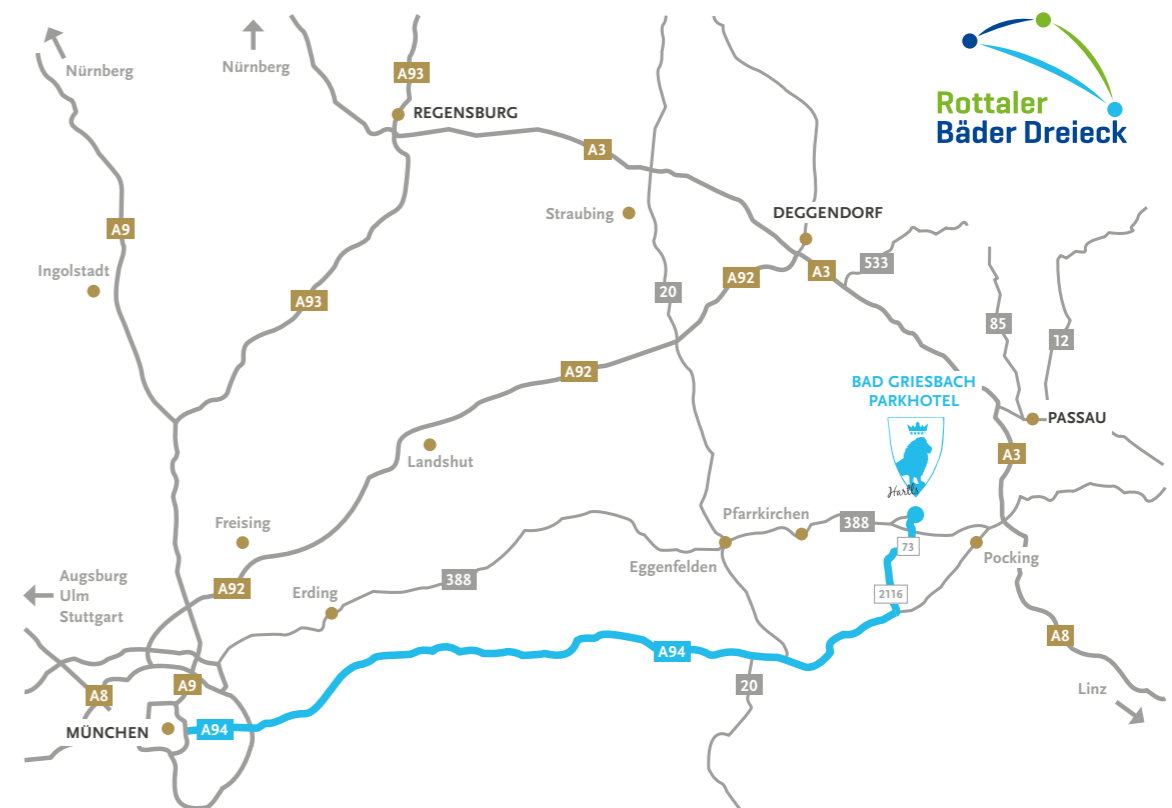 Nürnberg
Nürnberg
A93
REGENSBURG
Rottaler
Bäder Dreieck
A3
Straubing
DEGGENDORF
A9
Ingolstadt
533
A3
A92
20
A93
85
12
A92
BAD GRIESBACH
PARKHOTEL
PASSAU
Landshut
A3
Hartls
Freising
Pfarrkirchen
388
73
Eggenfelden
Pocking
Augsburg
Ulm
Stuttgart
A92
388
Erding
2116
A8
A94
A9
A8
20
Linz
MÜNCHEN
A94